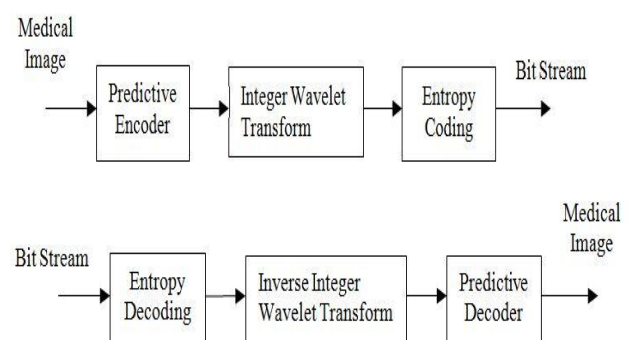 Medical
Image
Predictive
Encoder
Integer Wavelet
Transform
Entropy
Coding
Bit Stream
Bit Stream
Entropy
Decoding
Inverse Integer
Wavelet Transform
Predictive
Decoder
Medical
Image